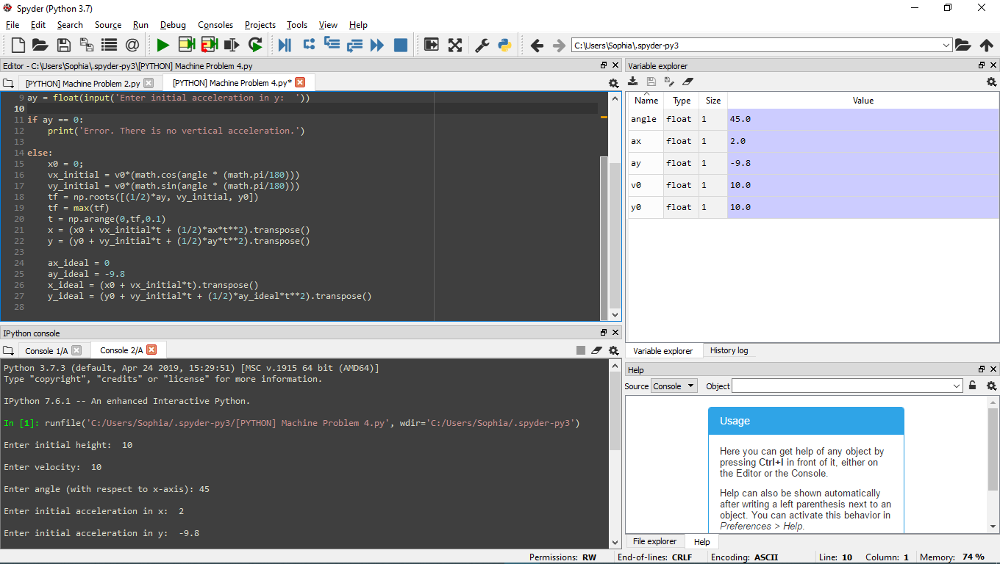 Spyder (Python 3.7)
File Edit Search Source Run Debug Consoles Projects Tools View Help
C:\Users\Sophia\.spyder-py3
Editor - C:\Users\Sophia\.spyder-py3\[PYTHON] Machine Problem 4.py
[PYTHON] Machine Problem 2.py [PYTHON] Machine Problem 4.py*
9 ay = float(input('Enter initial acceleration in y:  '))
10
11 if ay == 0:
12     print('Error. There is no vertical acceleration.')
13
14 else:
15     x0 = 0;
16     vx_initial = v0*(math.cos(angle * (math.pi/180)))
17     vy_initial = v0*(math.sin(angle * (math.pi/180)))
18     tf = np.roots([(1/2)*ay, vy_initial, y0])
19     tf = max(tf)
20     t = np.arange(0,tf,0.1)
21     x = (x0 + vx_initial*t + (1/2)*ax*t**2).transpose()
22     y = (y0 + vy_initial*t + (1/2)*ay*t**2).transpose()
23
24     ax_ideal = 0
25     ay_ideal = -9.8
26     x_ideal = (x0 + vx_initial*t).transpose()
27     y_ideal = (y0 + vy_initial*t + (1/2)*ay_ideal*t**2).transpose()
28
IPython console
Console 1/A Console 2/A
Python 3.7.3 (default, Apr 24 2019, 15:29:51) [MSC v.1915 64 bit (AMD64)]
Type "copyright", "credits" or "license" for more information.
IPython 7.6.1 -- An enhanced Interactive Python.
In [1]: runfile('C:/Users/Sophia/.spyder-py3/[PYTHON] Machine Problem 4.py', wdir='C:/Users/Sophia/.spyder-py3')
Enter initial height:  10
Enter velocity:  10
Enter angle (with respect to x-axis): 45
Enter initial acceleration in x:  2
Enter initial acceleration in y:  -9.8
Variable explorer
Name Type Size Value
angle float 1 45.0
ax float 1 2.0
ay float 1 -9.8
v0 float 1 10.0
y0 float 1 10.0
Variable explorer History log
Help
Source Console Object
Usage
Here you can get help of any object by
pressing Ctrl+I in front of it, either on
the Editor or the Console.
Help can also be shown automatically
after writing a left parenthesis next to an
object. You can activate this behavior in
Preferences > Help.
File explorer Help
Permissions: RW End-of-lines: CRLF Encoding: ASCII Line: 10 Column: 1 Memory: 74 %